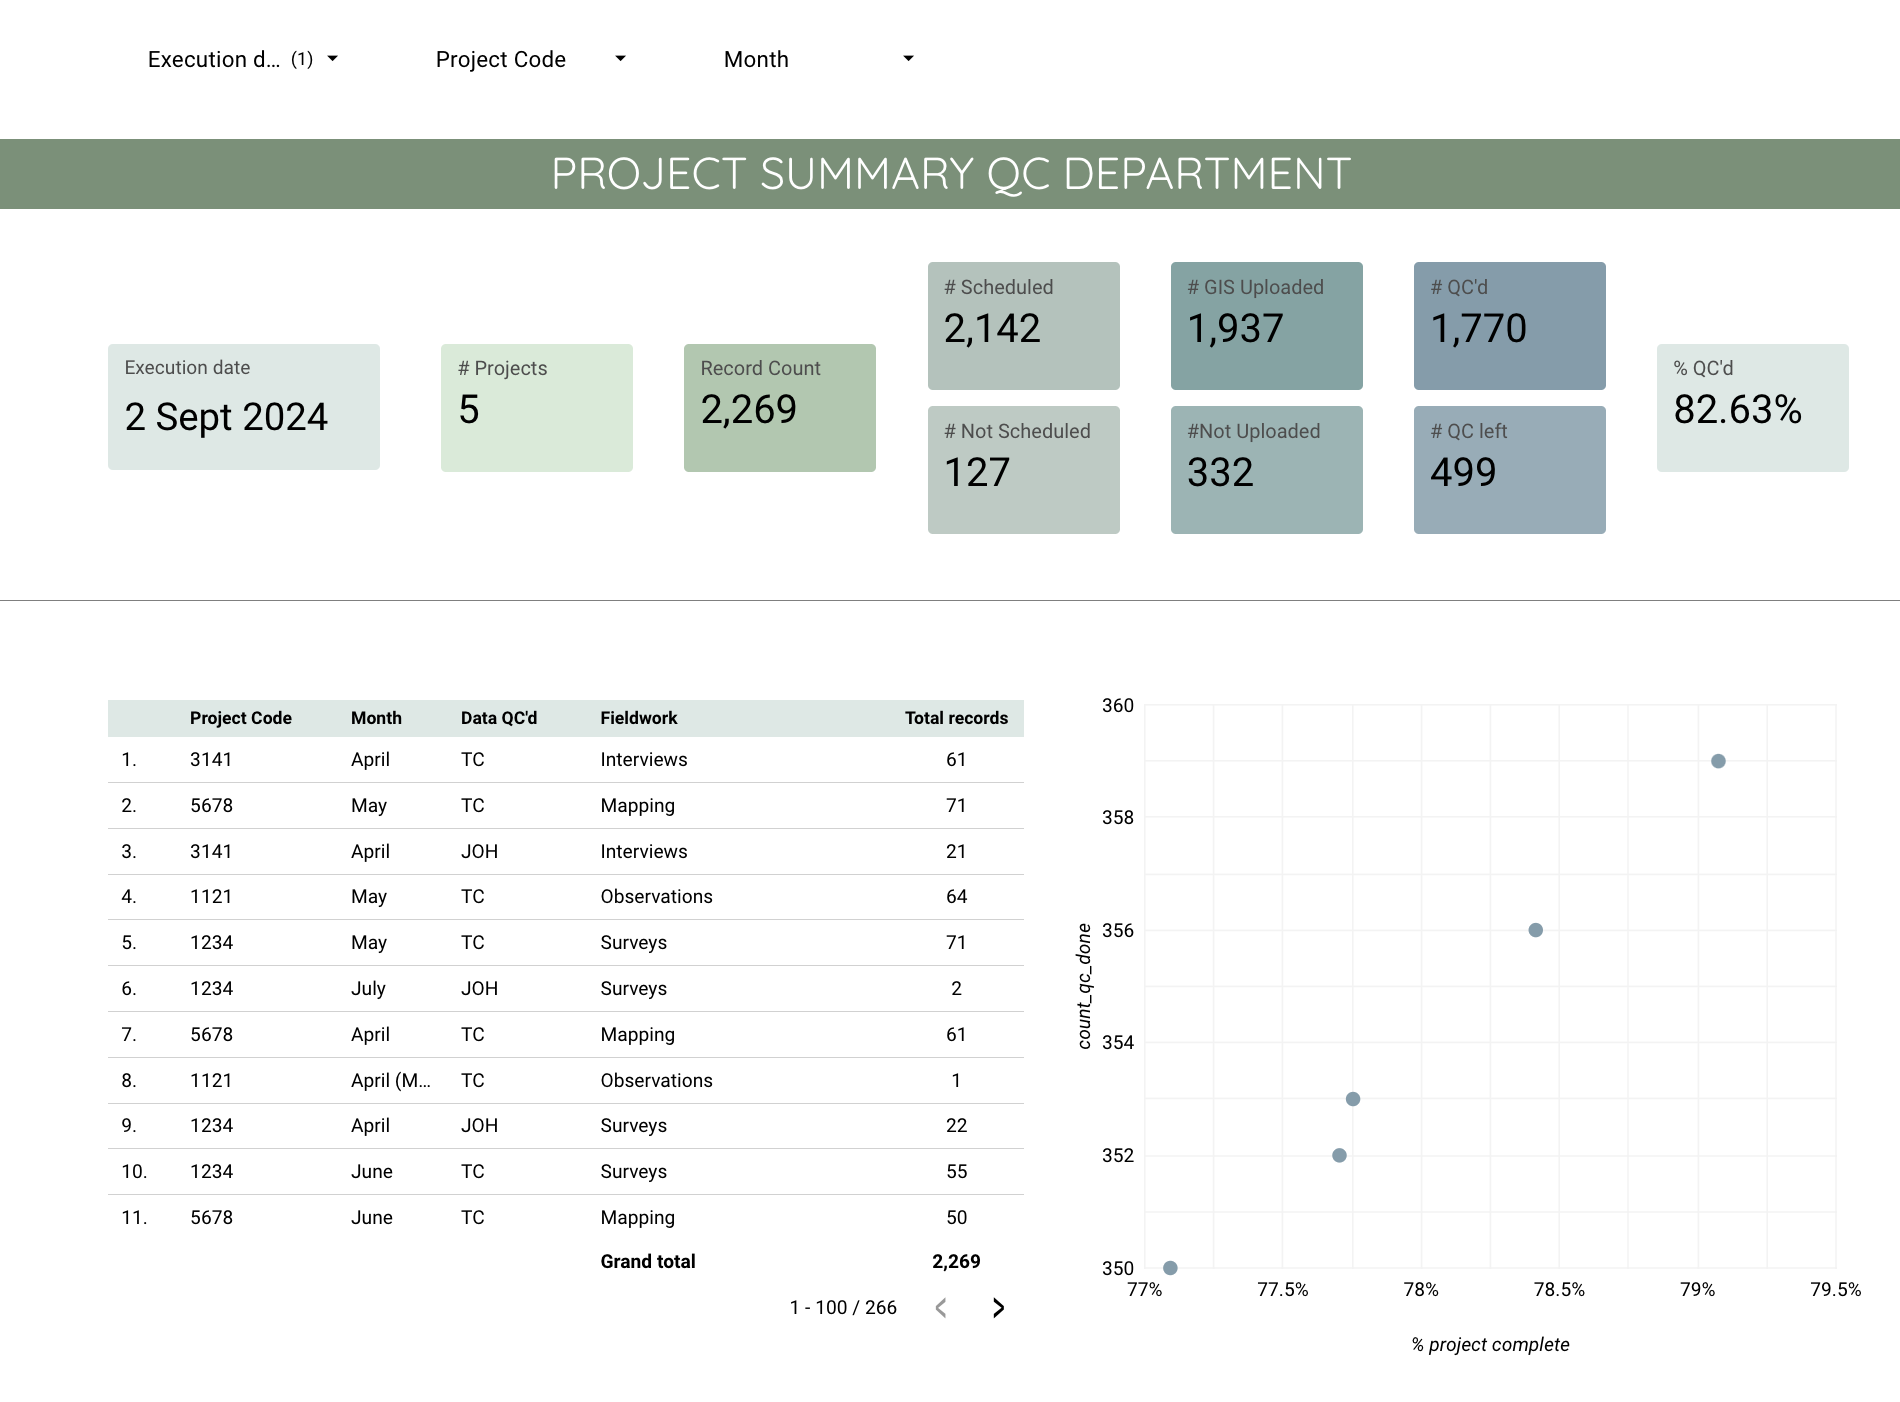 Execution d... (1)
Project Code
Month
PROJECT SUMMARY QC DEPARTMENT
Execution date
2 Sept 2024
# Projects
5
Record Count
2,269
# Scheduled
2,142
# GIS Uploaded
1,937
# QC'd
1,770
# Not Scheduled
127
#Not Uploaded
332
# QC left
499
% QC'd
82.63%
Project Code Month Data QC'd Fieldwork Total records
1. 3141 April TC Interviews 61
2. 5678 May TC Mapping 71
3. 3141 April JOH Interviews 21
4. 1121 May TC Observations 64
5. 1234 May TC Surveys 71
6. 1234 July JOH Surveys 2
7. 5678 April TC Mapping 61
8. 1121 April (M... TC Observations 1
9. 1234 April JOH Surveys 22
10. 1234 June TC Surveys 55
11. 5678 June TC Mapping 50
Grand total 2,269
1 - 100 / 266
count_qc_done
360
358
356
354
352
350
77% 77.5% 78% 78.5% 79% 79.5%
% project complete